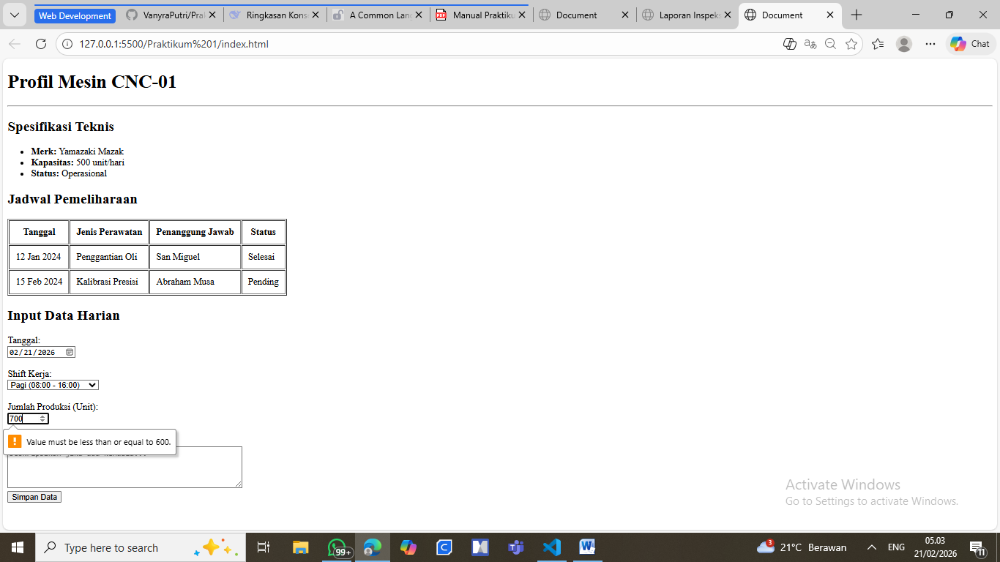 Web Development
VanyraPutri/Pra
Ringkasan Kons
A Common Lang
Manual Praktiku
Document
Laporan Inspeks
Document
127.0.0.1:5500/Praktikum%201/index.html
Chat
Profil Mesin CNC-01
Spesifikasi Teknis
Merk: Yamazaki Mazak
Kapasitas: 500 unit/hari
Status: Operasional
Jadwal Pemeliharaan
Tanggal Jenis Perawatan Penanggung Jawab Status
12 Jan 2024 Penggantian Oli San Miguel Selesai
15 Feb 2024 Kalibrasi Presisi Abraham Musa Pending
Input Data Harian
Tanggal:
02/21/2026
Shift Kerja:
Pagi (08:00 - 16:00)
Jumlah Produksi (Unit):
700
Value must be less than or equal to 600.
Simpan Data
Activate Windows
Go to Settings to activate Windows.
Type here to search
99+
3
21°C Berawan
ENG
05.03
21/02/2026
11